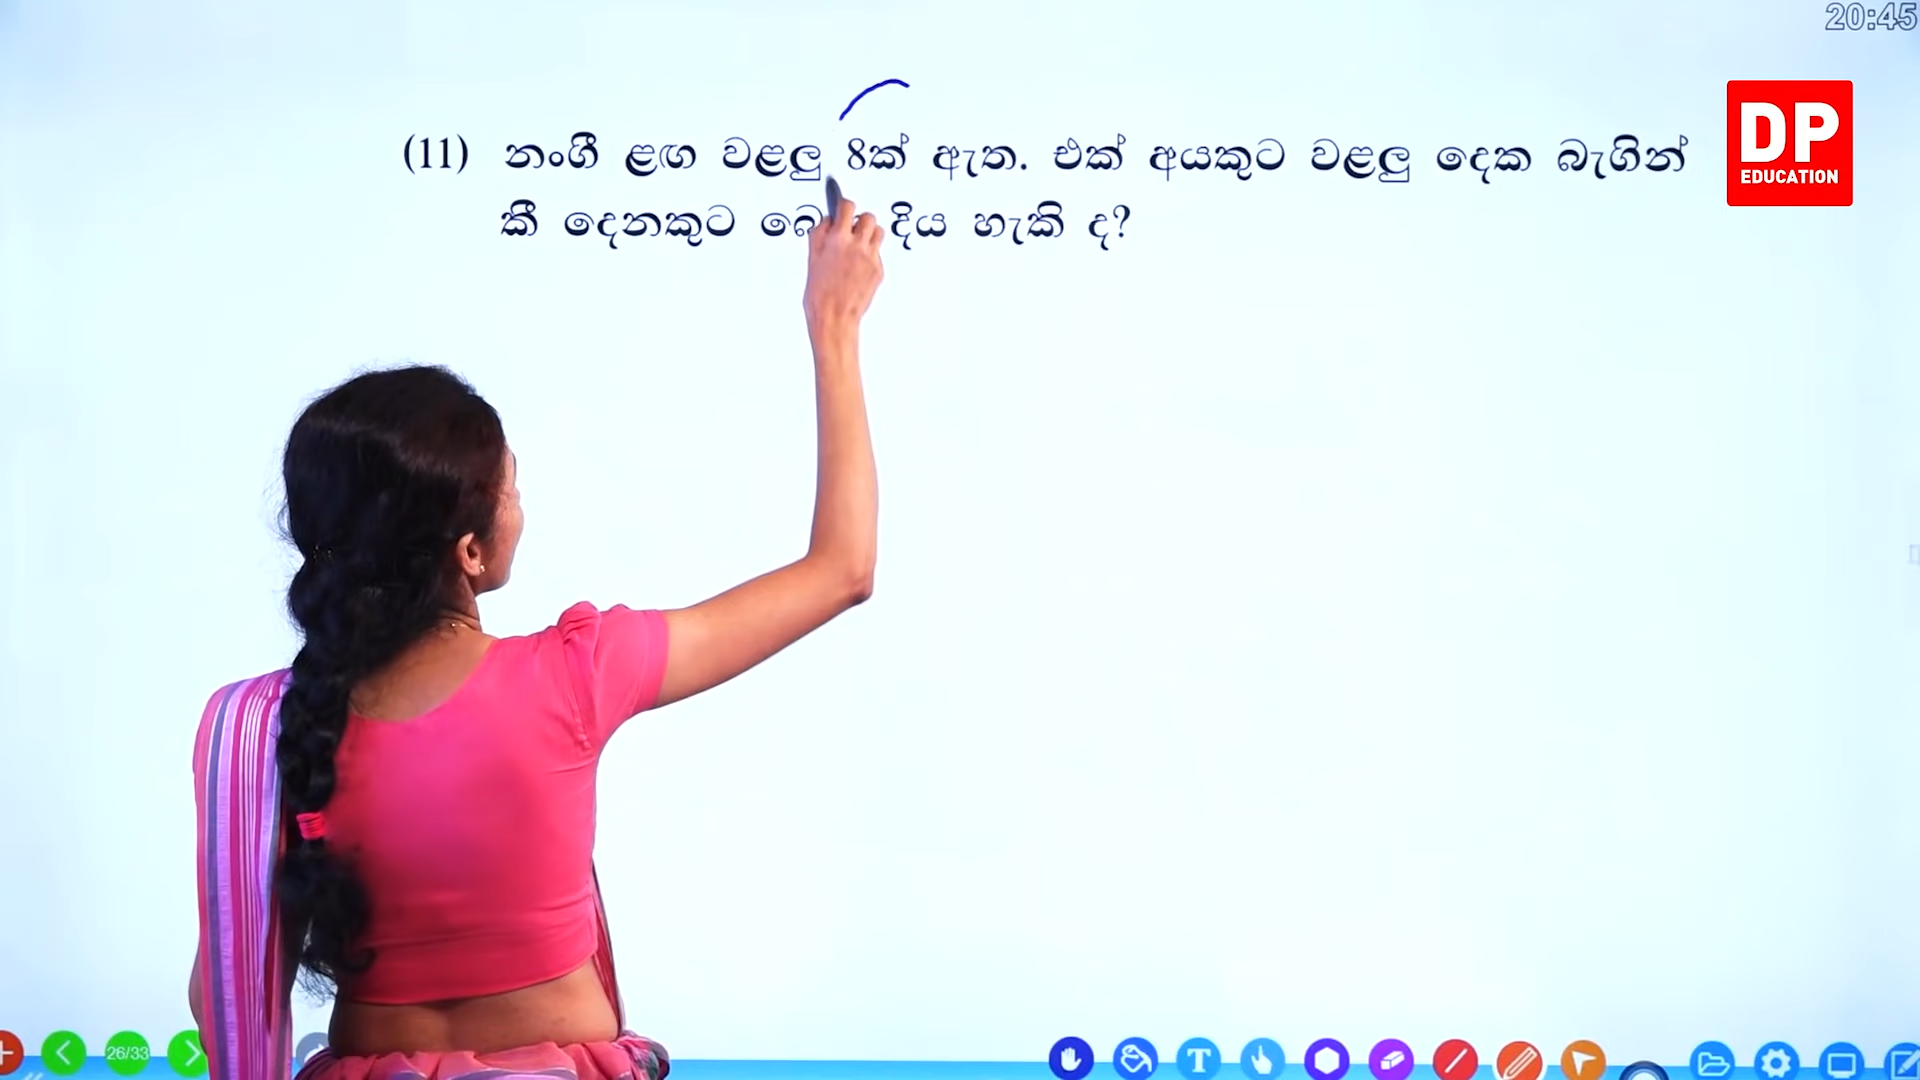 20:45
DP
EDUCATION
(11) නංගී ළඟ වළලු 8ක් ඇත. එක් අයකුට වළලු දෙක බැගින්
කී දෙනකුට දිය හැකි ද?
26/33
T